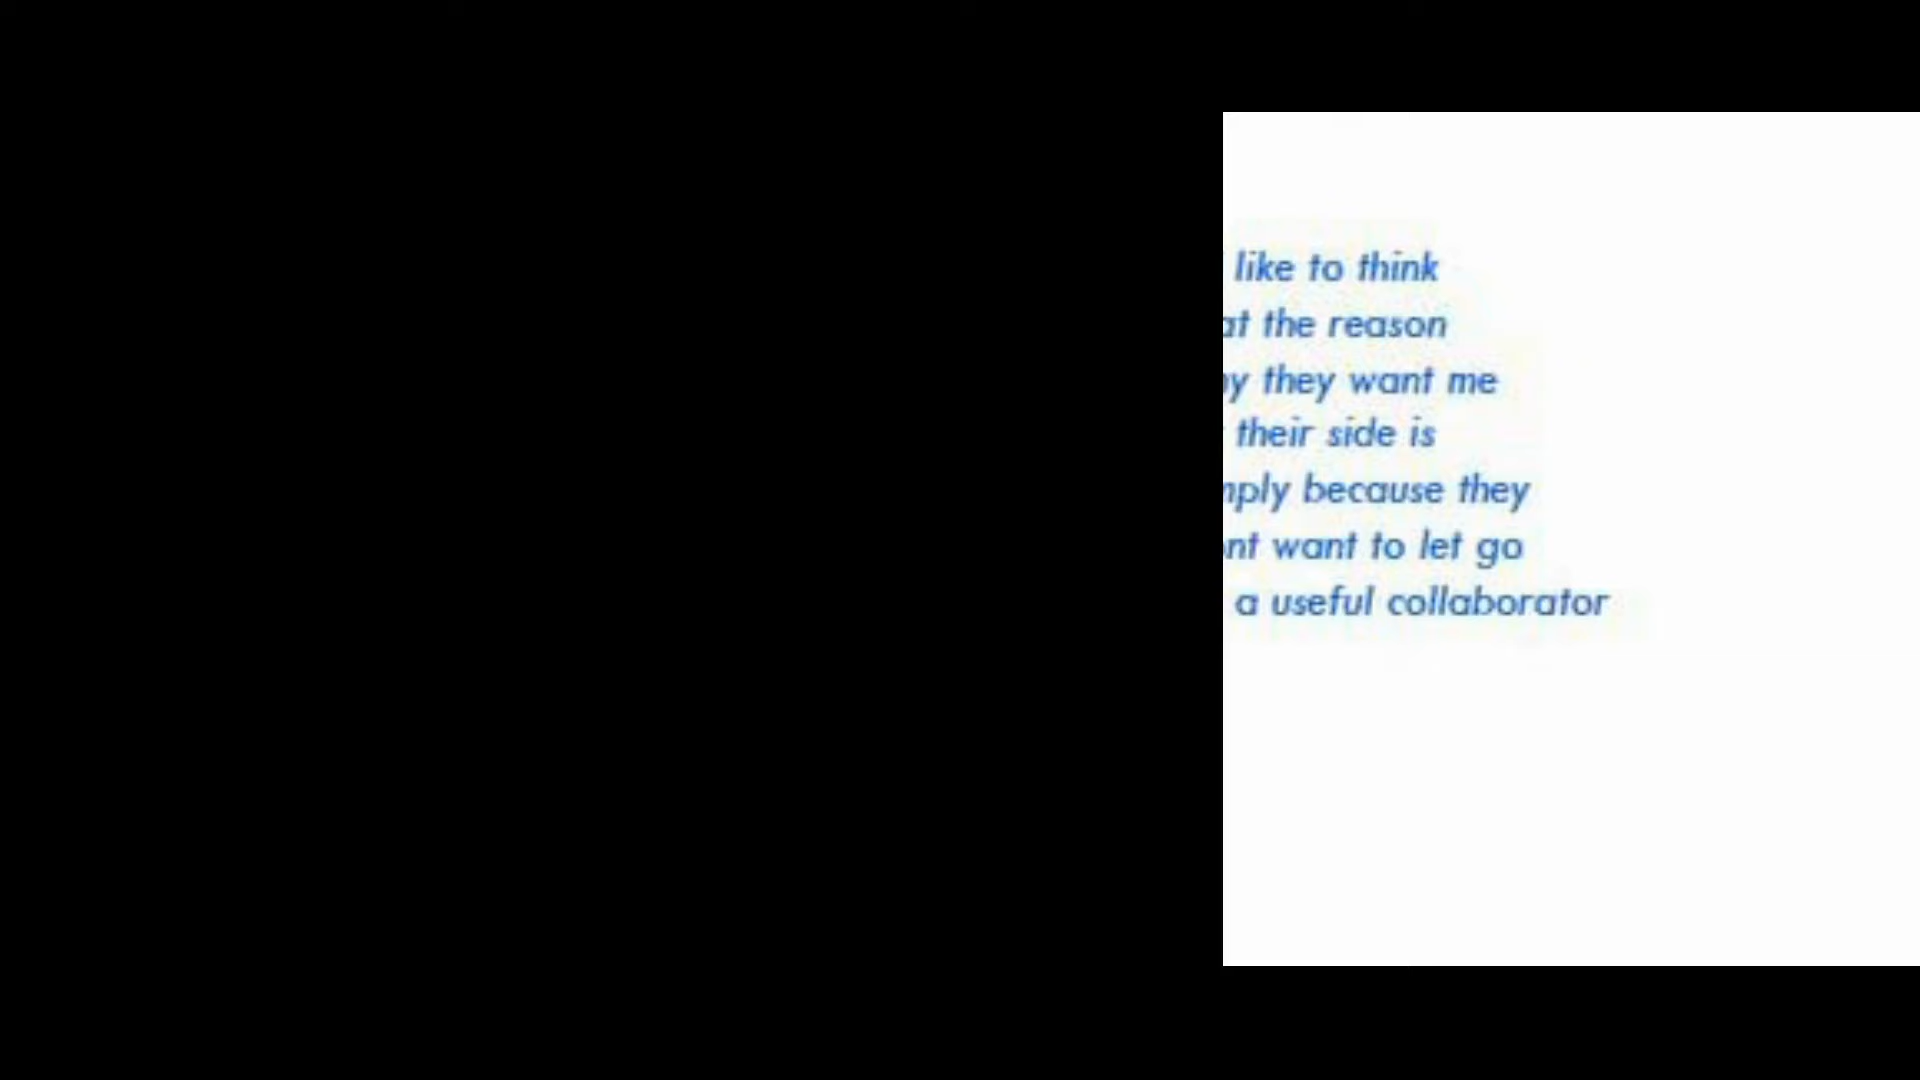 like to think
at the reason
they want me
their side is
because they
want to let go
a useful collaborator